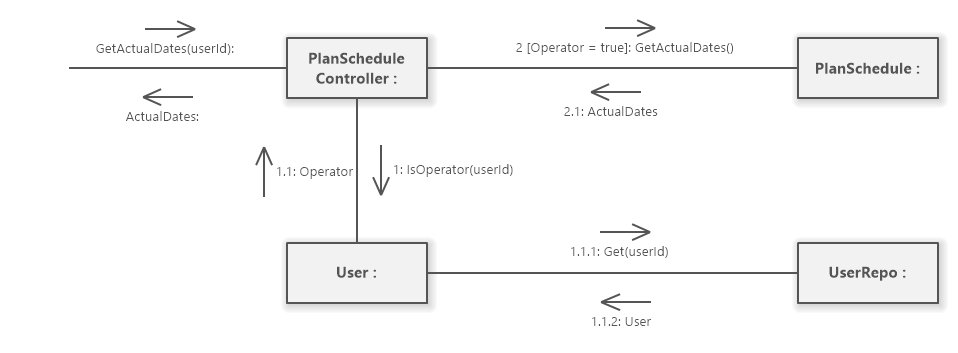 GetActualDates(userId):
2 [Operator = true]: GetActualDates()
PlanSchedule
Controller :
PlanSchedule :
ActualDates:
2.1: ActualDates
1.1: Operator
1: IsOperator(userId)
1.1.1: Get(userId)
User :
UserRepo :
1.1.2: User